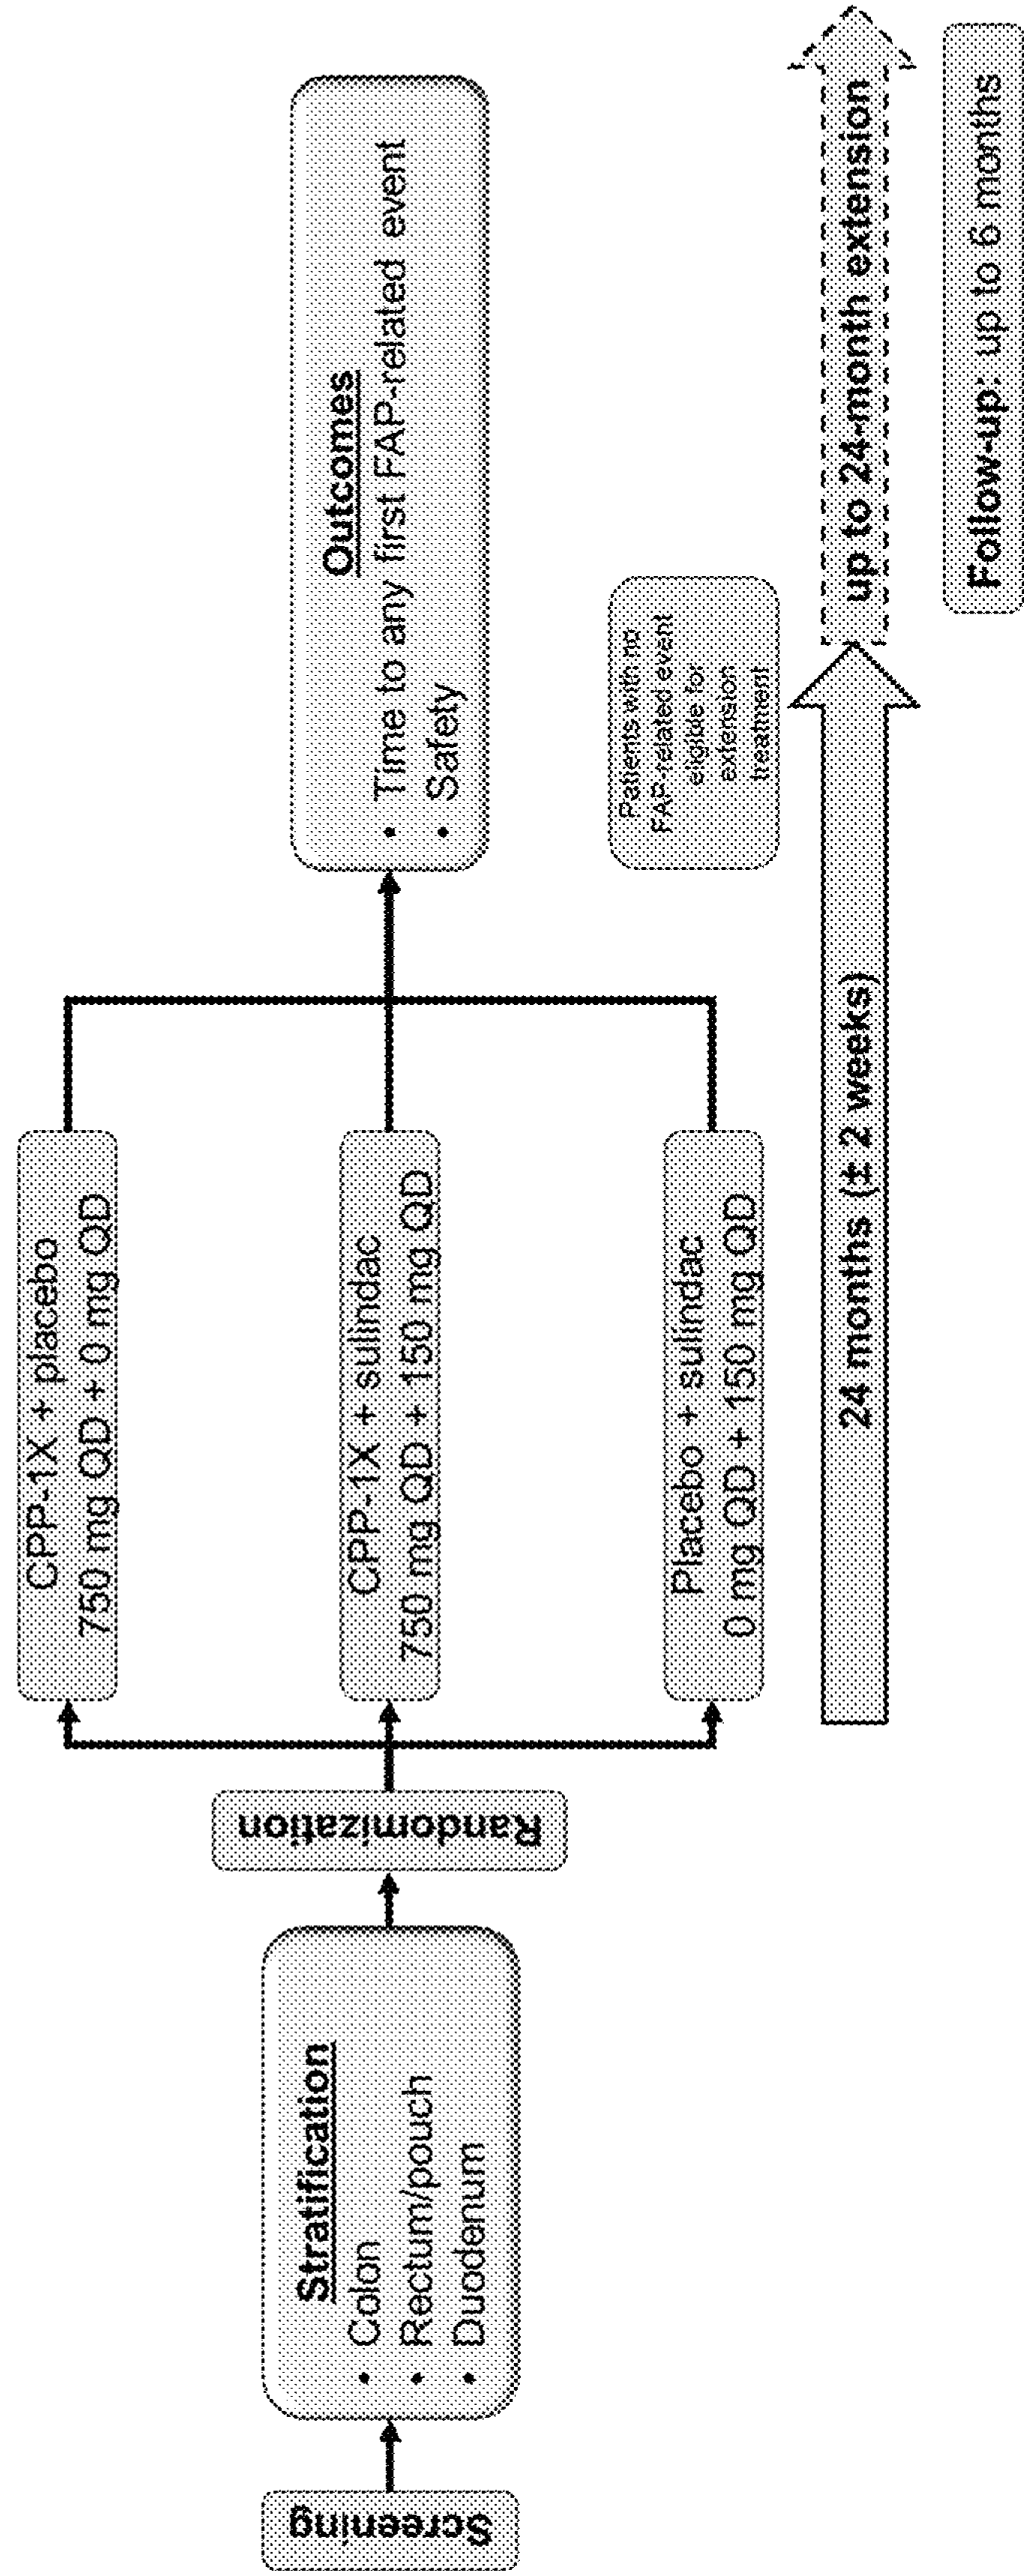 Screening
Stratification
• Colon
• Rectum/pouch
• Duodenum
Randomization
CPP-1X + placebo
750 mg QD + 0 mg QD
CPP-1X + sulindac
750 mg QD + 150 mg QD
Placebo + sulindac
0 mg QD + 150 mg QD
Outcomes
• Time to any first FAP-related event
• Safety
Patients with no
FAP-related event
eligible for
extension
treatment
24 months (± 2 weeks)
up to 24-month extension
Follow-up: up to 6 months